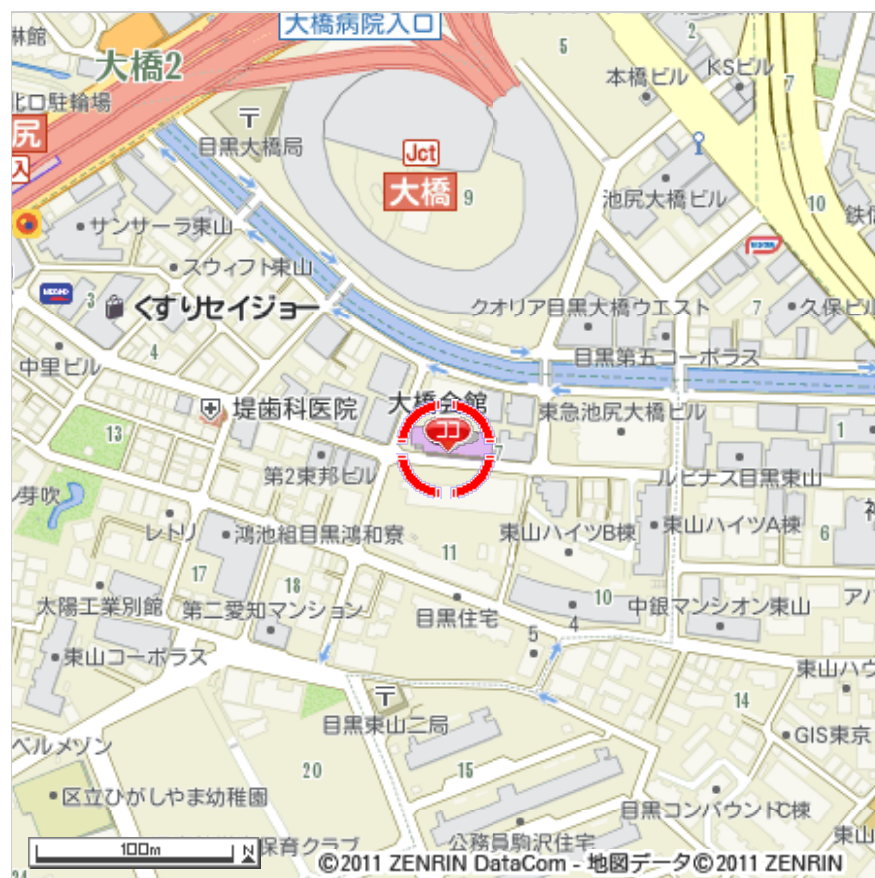 林館
大橋病院入口
5
2
大橋2
本橋ビル
KSビル
7
北口駐輪場
〒
尻
目黒大橋局
Jct
入
大橋
9
池尻大橋ビル
10
サンサーラ東山
スウィフト東山
3
くすりセイジョー
クオリア目黒大橋ウエスト
7
久保ビル
4
中里ビル
目黒第五コーポラス
堤歯科医院
大橋会館
東急池尻大橋ビル
13
ココ
7
1
第2東邦ビル
ルビナス目黒東山
芽吹
レトリ
鴻池組目黒鴻和寮
東山ハイツB棟
東山ハイツA棟
6
11
17
18
太陽工業別館
第二愛知マンション
目黒住宅
10
4
中銀マンシオン東山
5
東山コーポラス
東山ハウ
〒
14
目黒東山二局
ベルメゾン
GIS東京
20
15
区立ひがしやま幼稚園
目黒コンパウンドC棟
公務員駒沢住宅
東山
保育クラブ
100m
N
24
©2011 ZENRIN DataCom - 地図データ©2011 ZENRIN